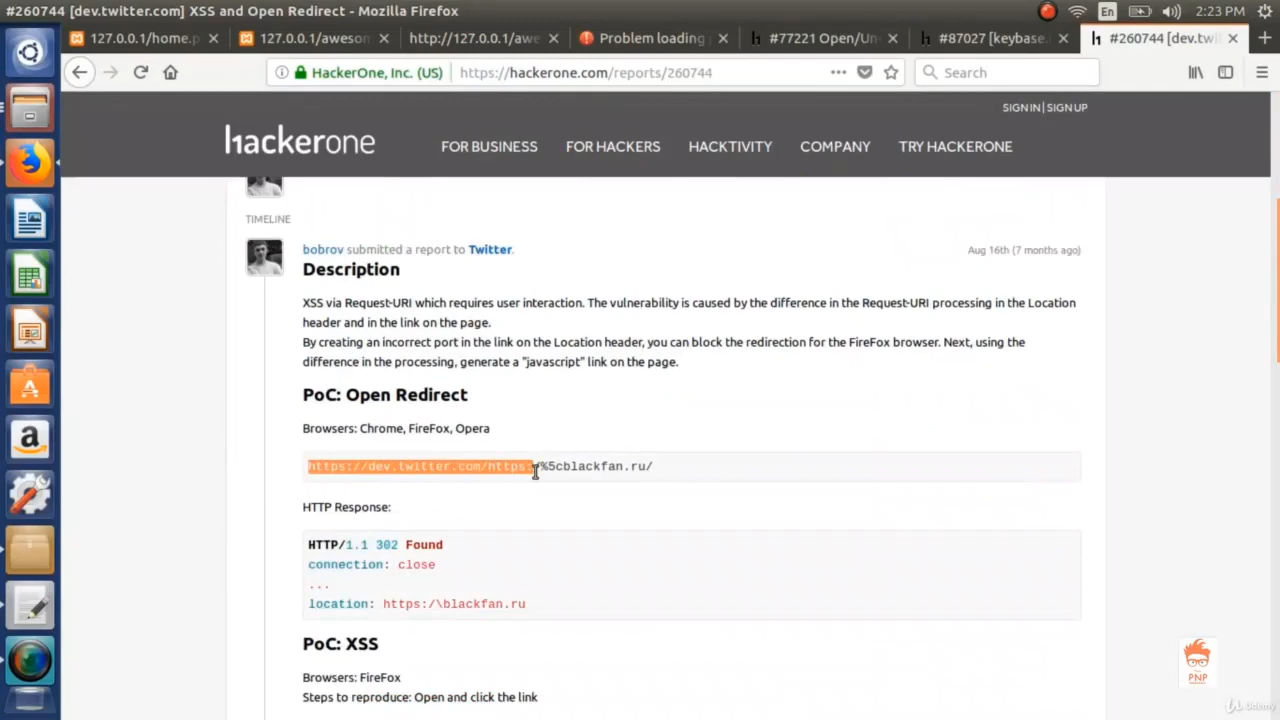 #260744 [dev.twitter.com] XSS and Open Redirect - Mozilla Firefox
En
2:23 PM
127.0.0.1/home.p
127.0.0.1/aweson
http://127.0.0.1/awe
Problem loading
#77221 Open/Un
#87027 [keybase.
#260744 [dev.twit
HackerOne, Inc. (US)
https://hackerone.com/reports/260744
Search
SIGN IN | SIGN UP
hackerone
FOR BUSINESS
FOR HACKERS
HACKTIVITY
COMPANY
TRY HACKERONE
TIMELINE
bobrov submitted a report to Twitter.
Aug 16th (7 months ago)
Description
XSS via Request-URI which requires user interaction. The vulnerability is caused by the difference in the Request-URI processing in the Location
header and in the link on the page.
By creating an incorrect port in the link on the Location header, you can block the redirection for the FireFox browser. Next, using the
difference in the processing, generate a "javascript" link on the page.
PoC: Open Redirect
Browsers: Chrome, FireFox, Opera
https://dev.twitter.com/https:/%5cblackfan.ru/
HTTP Response:
HTTP/1.1 302 Found
connection: close
...
location: https:/\blackfan.ru
PoC: XSS
Browsers: FireFox
Steps to reproduce: Open and click the link
PNP
Udemy